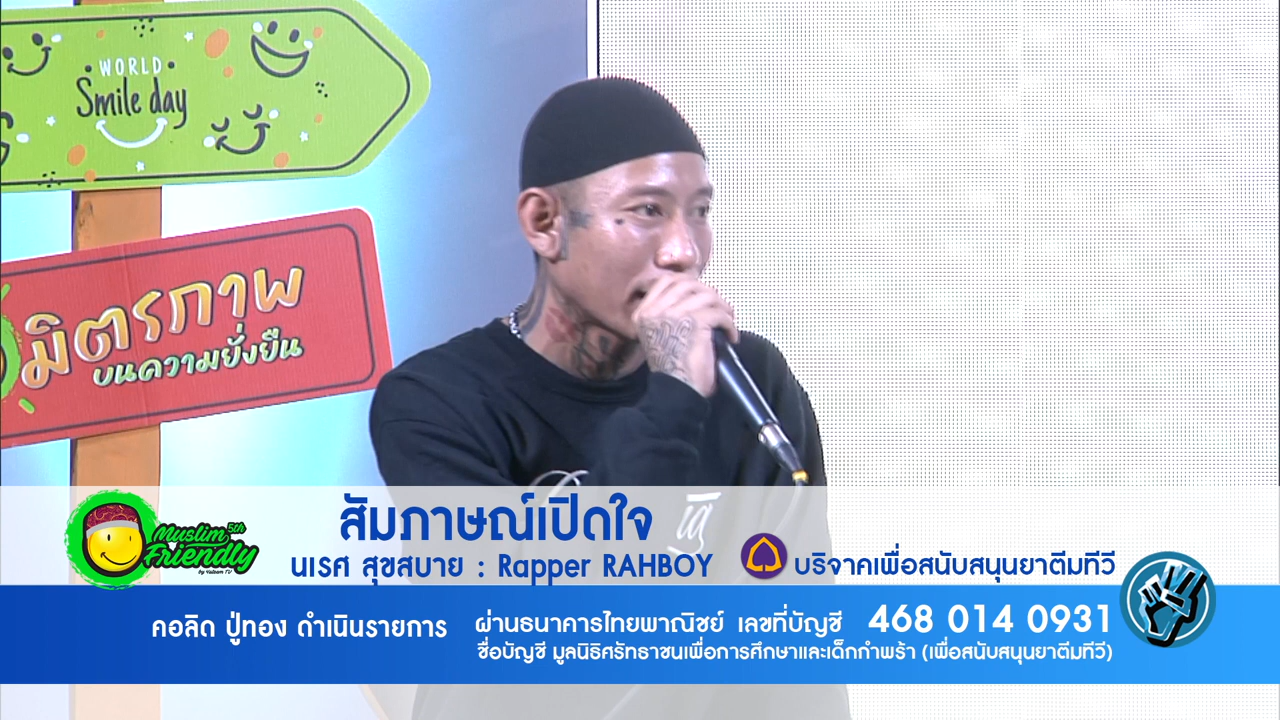 WORLD
Smile day
มิตรภาพ
บนความยั่งยืน
Muslim 5th
Friendly
by Yateem TV
สัมภาษณ์เปิดใจ
นเรศ สุขสบาย : Rapper RAHBOY
บริจาคเพื่อสนับสนุนยาตีมทีวี
คอลิด ปู่ทอง ดำเนินรายการ
ผ่านธนาคารไทยพาณิชย์ เลขที่บัญชี 468 014 0931
ชื่อบัญชี มูลนิธิศรัทธาชนเพื่อการศึกษาและเด็กกำพร้า (เพื่อสนับสนุนยาตีมทีวี)